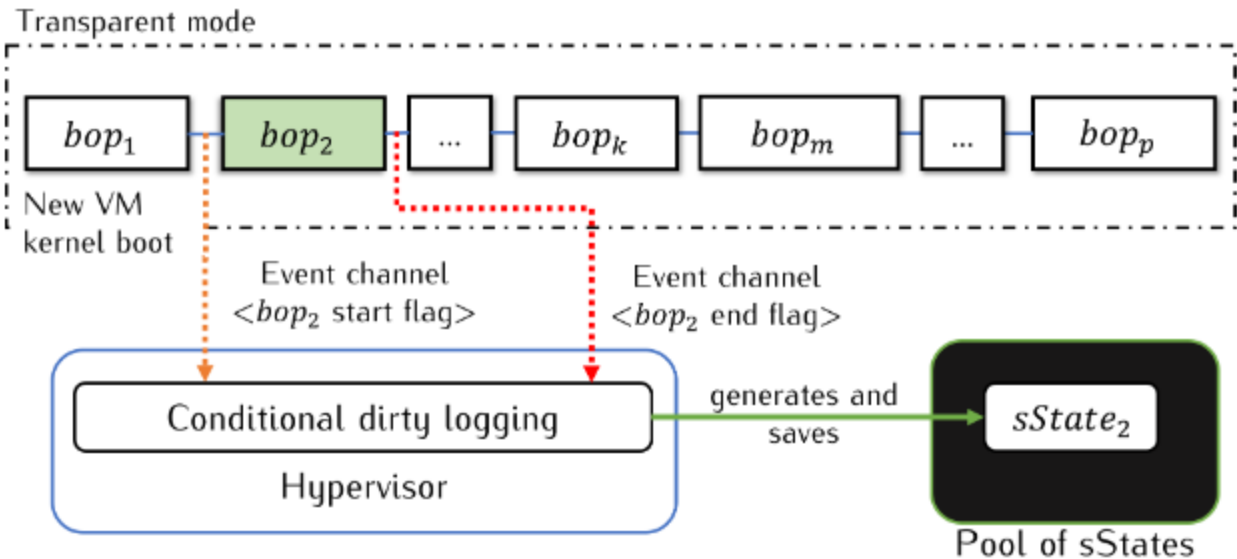 Transparent mode
bop₁
bop₂
...
bopₖ
bopₘ
...
bopₚ
New VM
kernel boot
Event channel
<bop₂ start flag>
Event channel
<bop₂ end flag>
Conditional dirty logging
Hypervisor
generates and
saves
sState₂
Pool of sStates